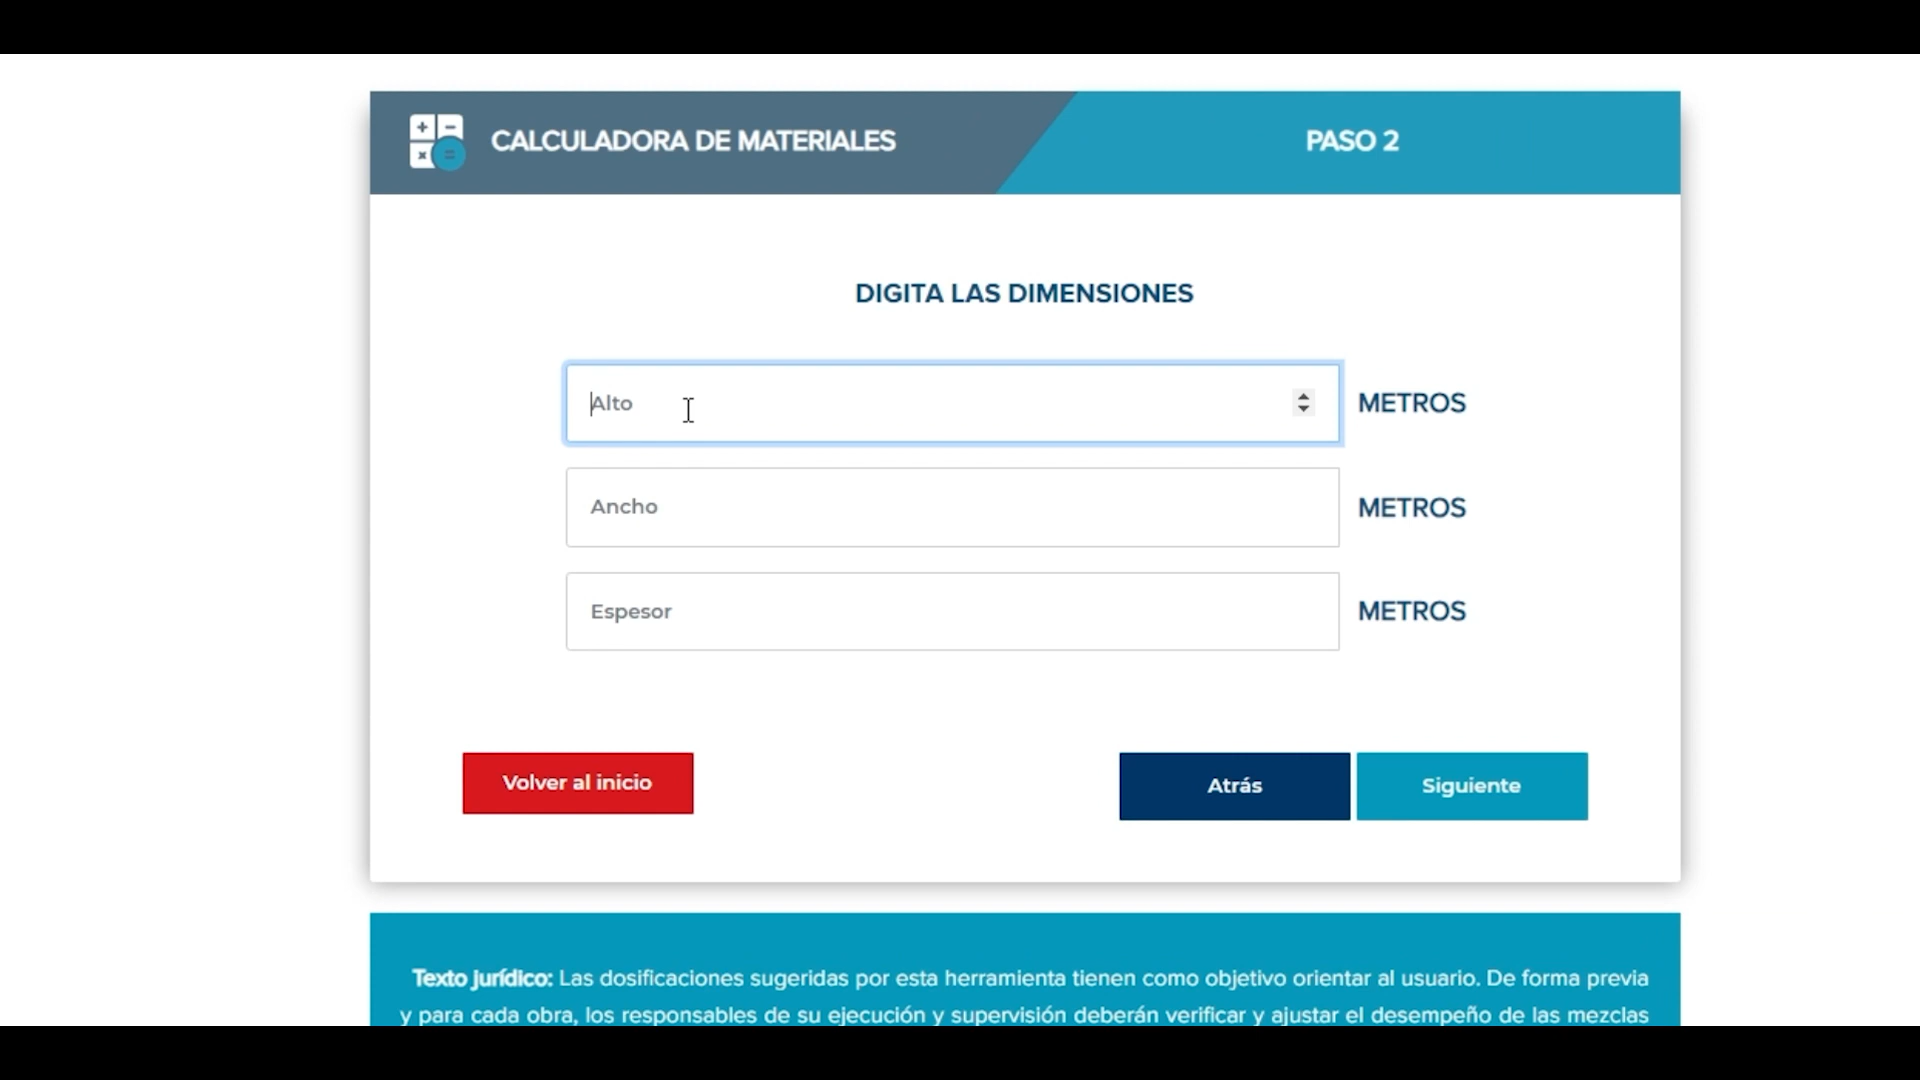 CALCULADORA DE MATERIALES
PASO 2
DIGITA LAS DIMENSIONES
Alto
METROS
Ancho
METROS
Espesor
METROS
Volver al inicio
Atrás
Siguiente
Texto jurídico: Las dosificaciones sugeridas por esta herramienta tienen como objetivo orientar al usuario. De forma previa
y para cada obra, los responsables de su ejecución y supervisión deberán verificar y ajustar el desempeño de las mezclas